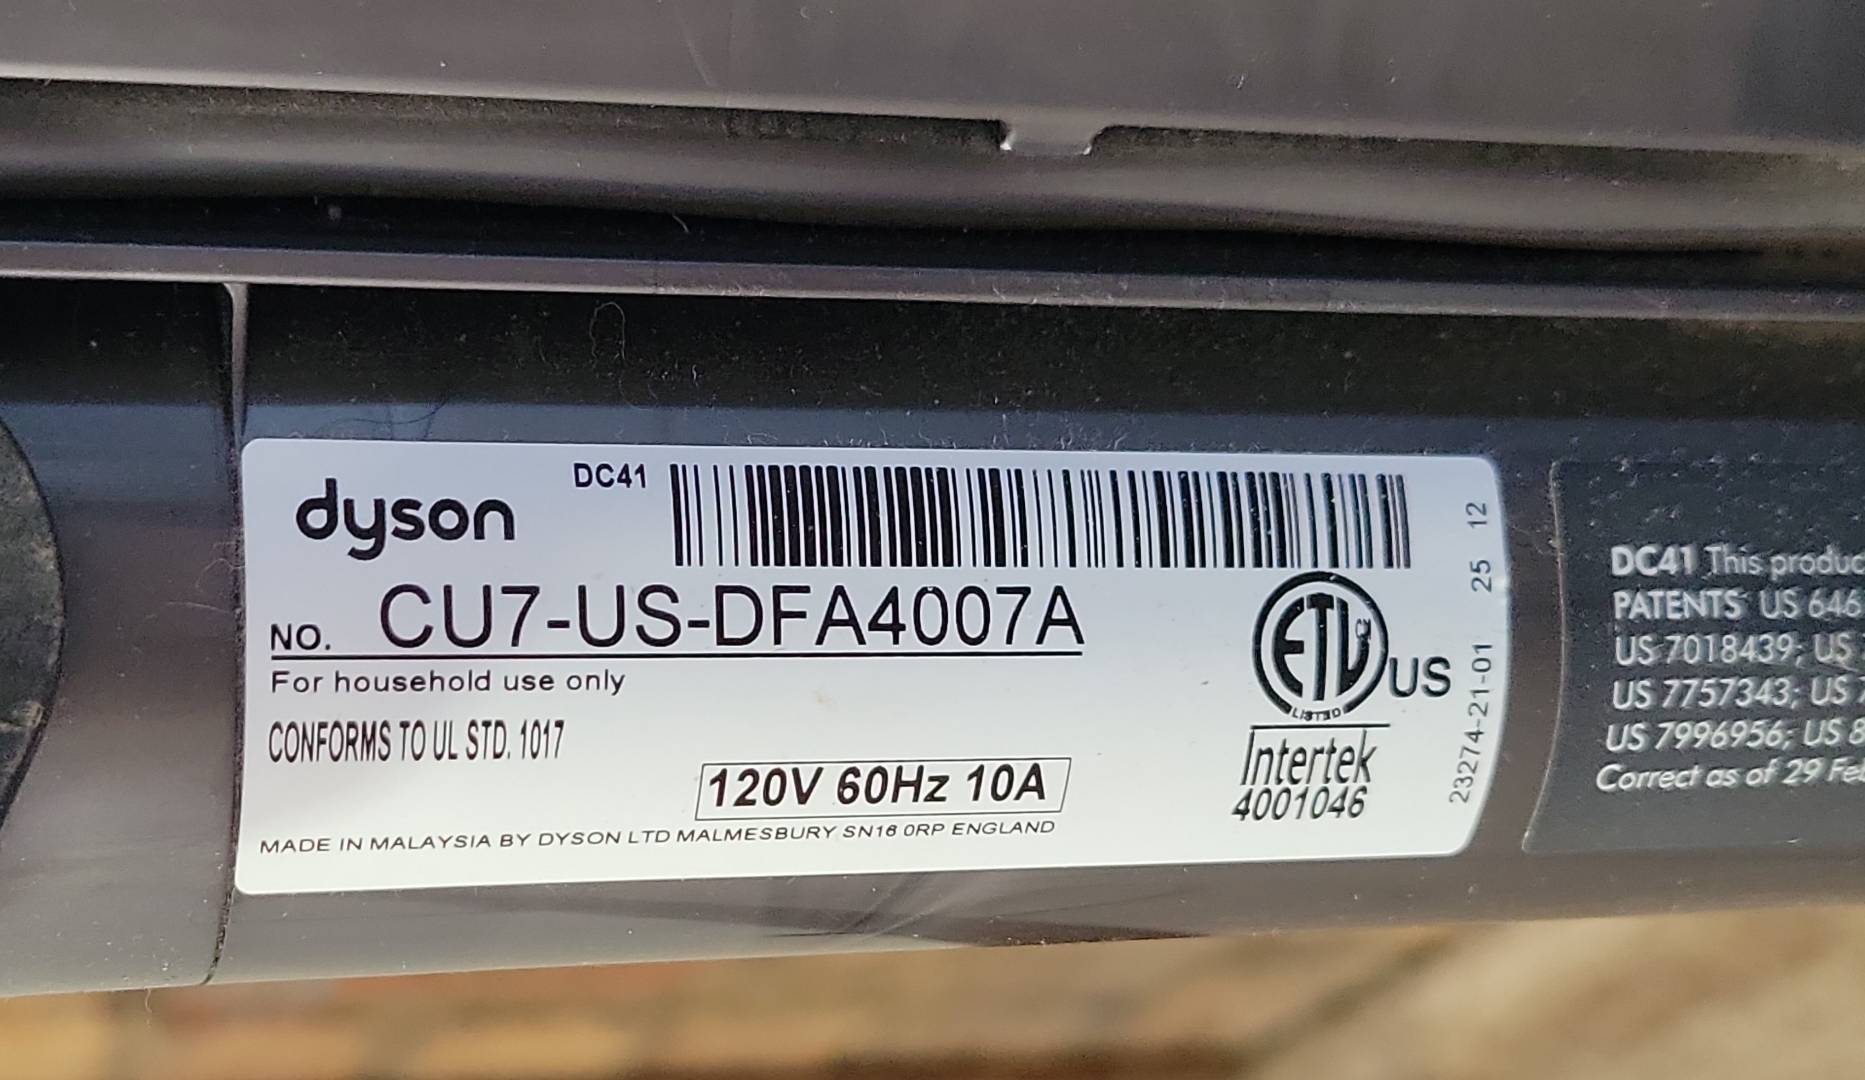 dyson
DC41
NO. CU7-US-DFA4007A
For household use only
CONFORMS TO UL STD. 1017
120V 60Hz 10A
MADE IN MALAYSIA BY DYSON LTD MALMESBURY SN16 0RP ENGLAND
ETL
LISTED
US
Intertek
4001046
23274-21-01 25 12
DC41 This produc
PATENTS US 646
US 7018439; US
US 7757343; US 7
US 7996956; US 8
Correct as of 29 Feb